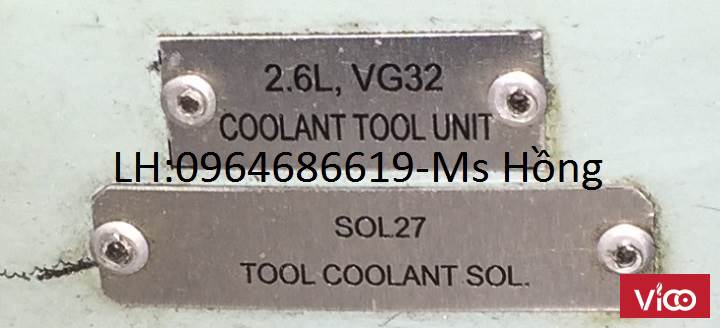 2.6L, VG32
COOLANT TOOL UNIT
LH:0964686619-Ms Hồng
SOL27
TOOL COOLANT SOL.
ViCO